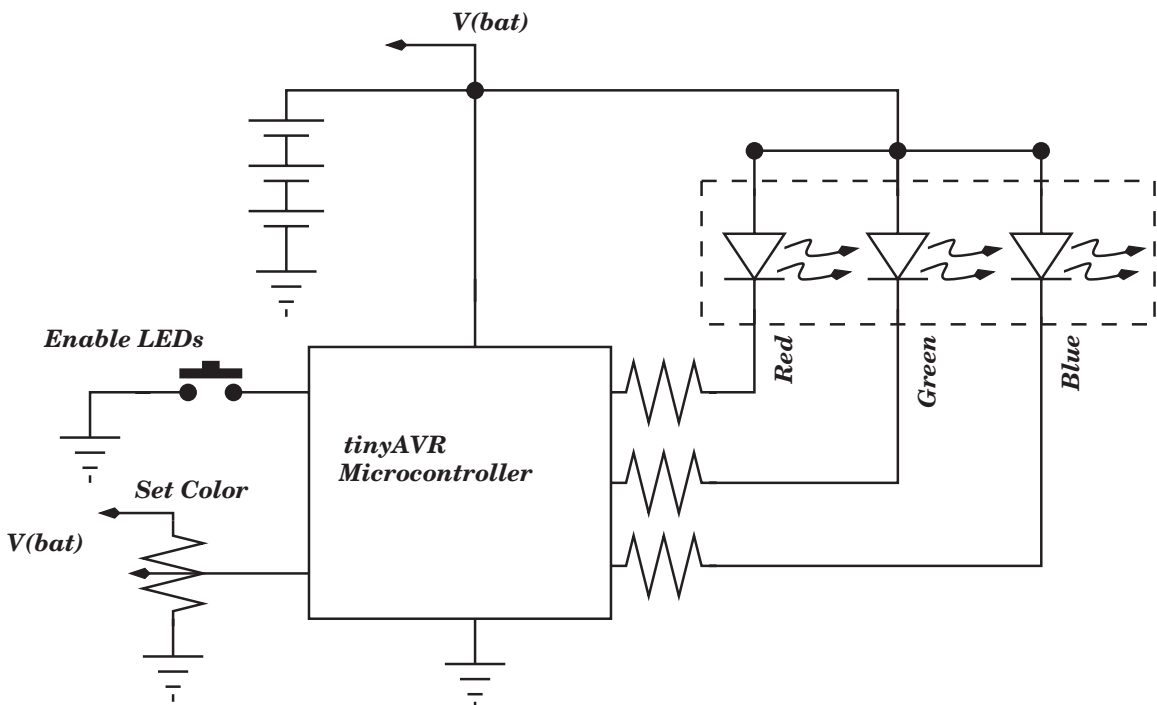 V(bat)
Enable LEDs
Red
Green
Blue
tinyAVR
Microcontroller
Set Color
V(bat)